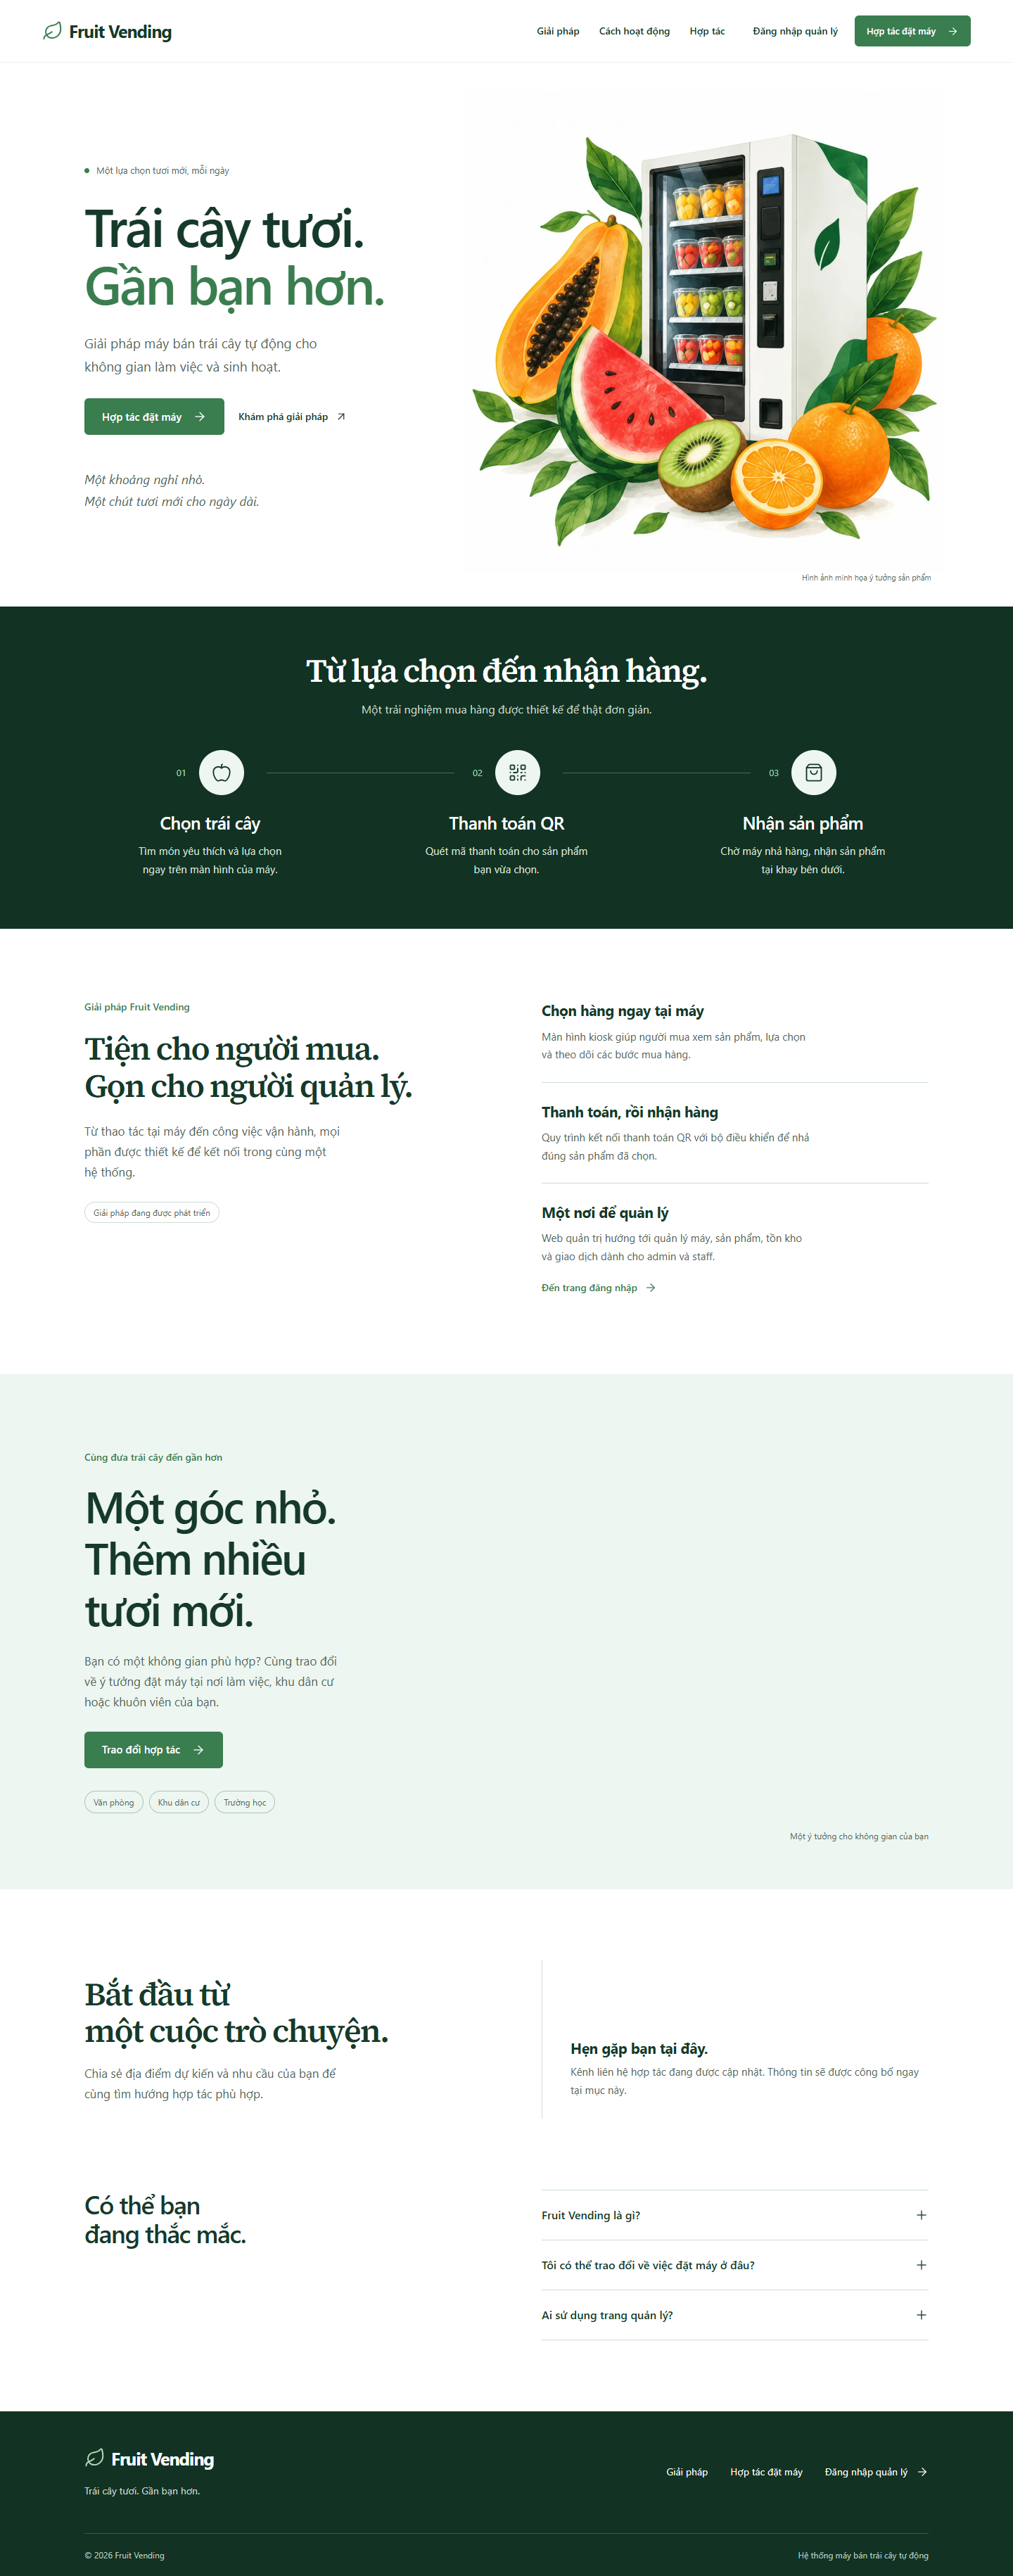 Fruit Vending
Giải pháp
Cách hoạt động
Hợp tác
Đăng nhập quản lý
Hợp tác đặt máy
Một lựa chọn tươi mới, mỗi ngày
Trái cây tươi.
Gần bạn hơn.
Giải pháp máy bán trái cây tự động cho
không gian làm việc và sinh hoạt.
Hợp tác đặt máy
Khám phá giải pháp
Một khoảng nghỉ nhỏ.
Một chút tươi mới cho ngày dài.
Hình ảnh minh họa ý tưởng sản phẩm
Từ lựa chọn đến nhận hàng.
Một trải nghiệm mua hàng được thiết kế để thật đơn giản.
01
Chọn trái cây
Tìm món yêu thích và lựa chọn
ngay trên màn hình của máy.
02
Thanh toán QR
Quét mã thanh toán cho sản phẩm
bạn vừa chọn.
03
Nhận sản phẩm
Chờ máy nhả hàng, nhận sản phẩm
tại khay bên dưới.
Giải pháp Fruit Vending
Tiện cho người mua.
Gọn cho người quản lý.
Từ thao tác tại máy đến công việc vận hành, mọi
phần được thiết kế để kết nối trong cùng một
hệ thống.
Giải pháp đang được phát triển
Chọn hàng ngay tại máy
Màn hình kiosk giúp người mua xem sản phẩm, lựa chọn
và theo dõi các bước mua hàng.
Thanh toán, rồi nhận hàng
Quy trình kết nối thanh toán QR với bộ điều khiển để nhả
đúng sản phẩm đã chọn.
Một nơi để quản lý
Web quản trị hướng tới quản lý máy, sản phẩm, tồn kho
và giao dịch dành cho admin và staff.
Đến trang đăng nhập
Cùng đưa trái cây đến gần hơn
Một góc nhỏ.
Thêm nhiều
tươi mới.
Bạn có một không gian phù hợp? Cùng trao đổi
về ý tưởng đặt máy tại nơi làm việc, khu dân cư
hoặc khuôn viên của bạn.
Trao đổi hợp tác
Văn phòng
Khu dân cư
Trường học
Một ý tưởng cho không gian của bạn
Bắt đầu từ
một cuộc trò chuyện.
Chia sẻ địa điểm dự kiến và nhu cầu của bạn để
cùng tìm hướng hợp tác phù hợp.
Hẹn gặp bạn tại đây.
Kênh liên hệ hợp tác đang được cập nhật. Thông tin sẽ được công bố ngay
tại mục này.
Có thể bạn
đang thắc mắc.
Fruit Vending là gì?
Tôi có thể trao đổi về việc đặt máy ở đâu?
Ai sử dụng trang quản lý?
Fruit Vending
Trái cây tươi. Gần bạn hơn.
Giải pháp
Hợp tác đặt máy
Đăng nhập quản lý
© 2026 Fruit Vending
Hệ thống máy bán trái cây tự động